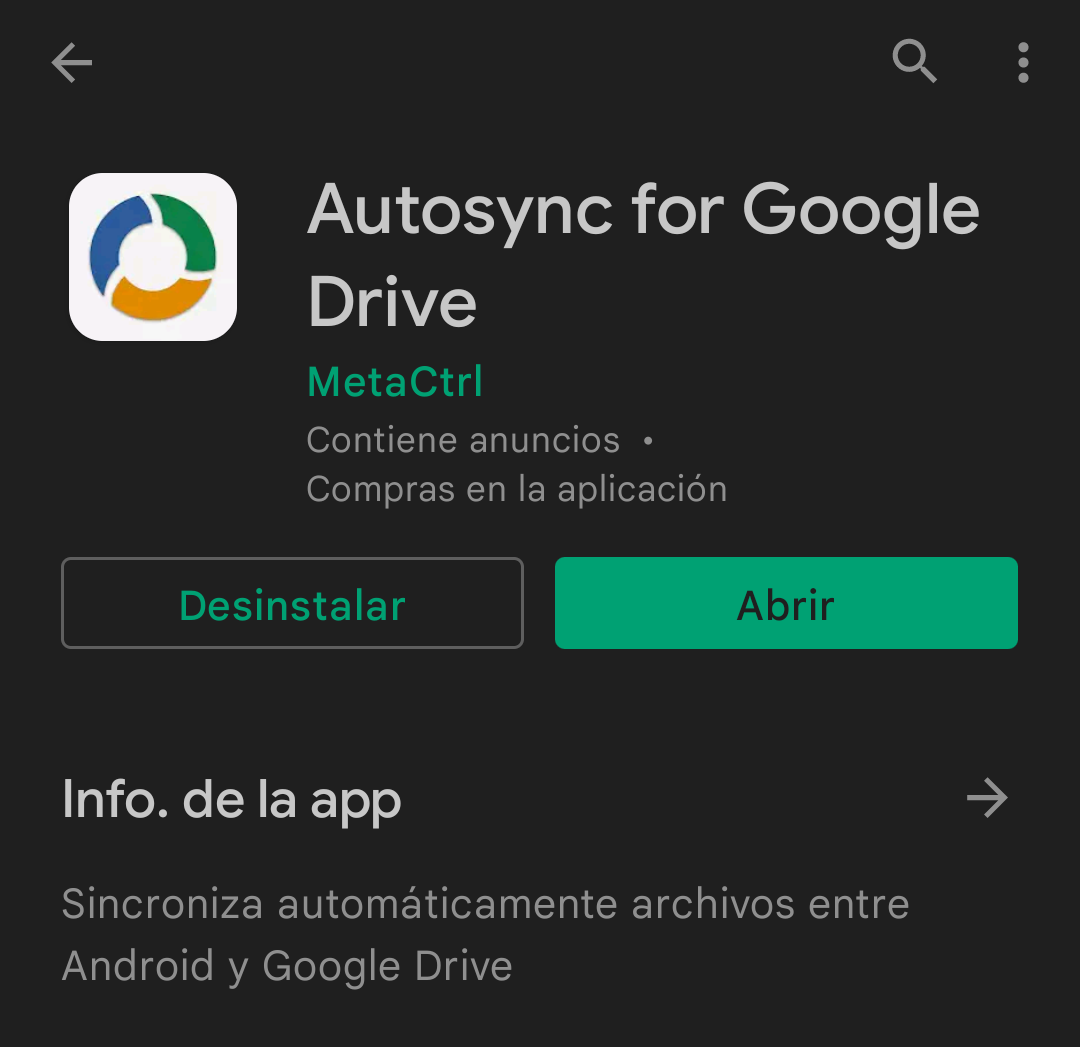 Autosync for Google
Drive
MetaCtrl
Contiene anuncios •
Compras en la aplicación
Desinstalar
Abrir
Info. de la app
Sincroniza automáticamente archivos entre
Android y Google Drive